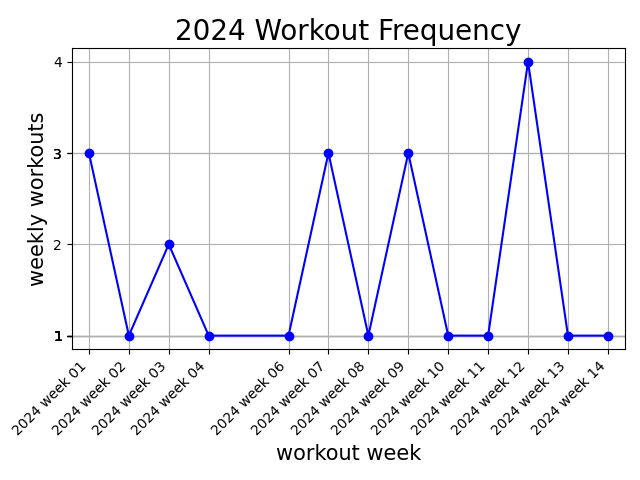 2024 Workout Frequency
weekly workouts
4
3
2
1
2024 week 01
2024 week 02
2024 week 03
2024 week 04
2024 week 06
2024 week 07
2024 week 08
2024 week 09
2024 week 10
2024 week 11
2024 week 12
2024 week 13
2024 week 14
workout week